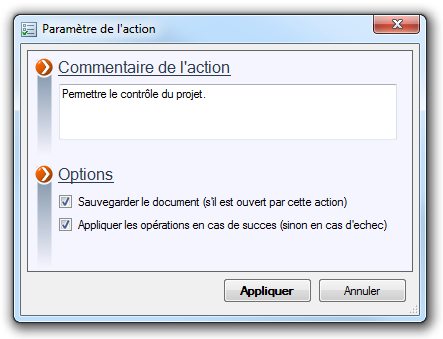 Paramètre de l'action
Commentaire de l'action
Permettre le contrôle du projet.
Options
Sauvegarder le document (s'il est ouvert par cette action)
Appliquer les opérations en cas de succes (sinon en cas d'echec)
Appliquer
Annuler